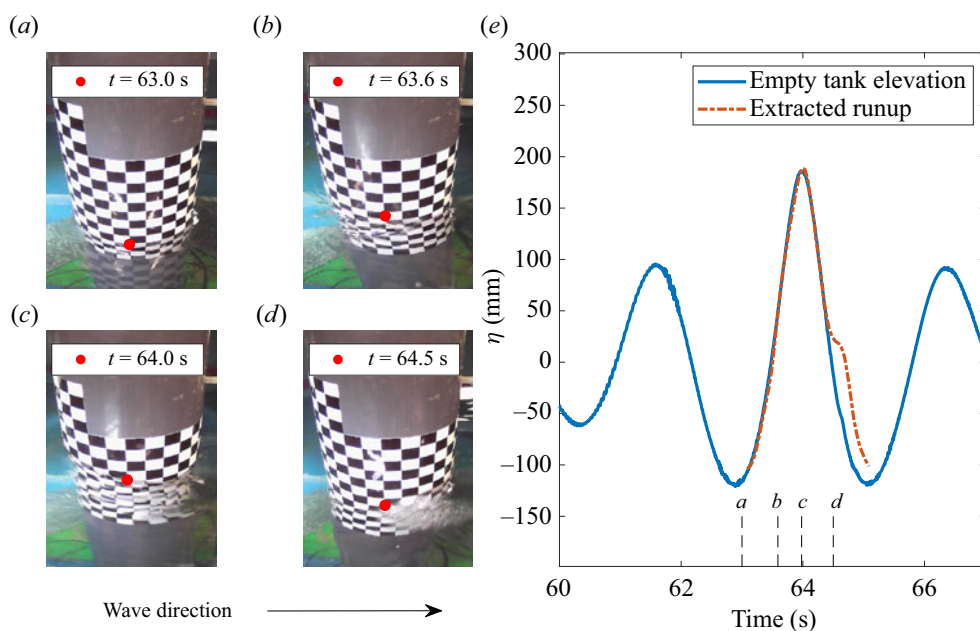 (a)
t = 63.0 s
(b)
t = 63.6 s
(c)
t = 64.0 s
(d)
t = 64.5 s
Wave direction
(e)
300
250
200
150
100
50
0
−50
−100
−150
η (mm)
Empty tank elevation
Extracted runup
a b c d
60 62 64 66
Time (s)